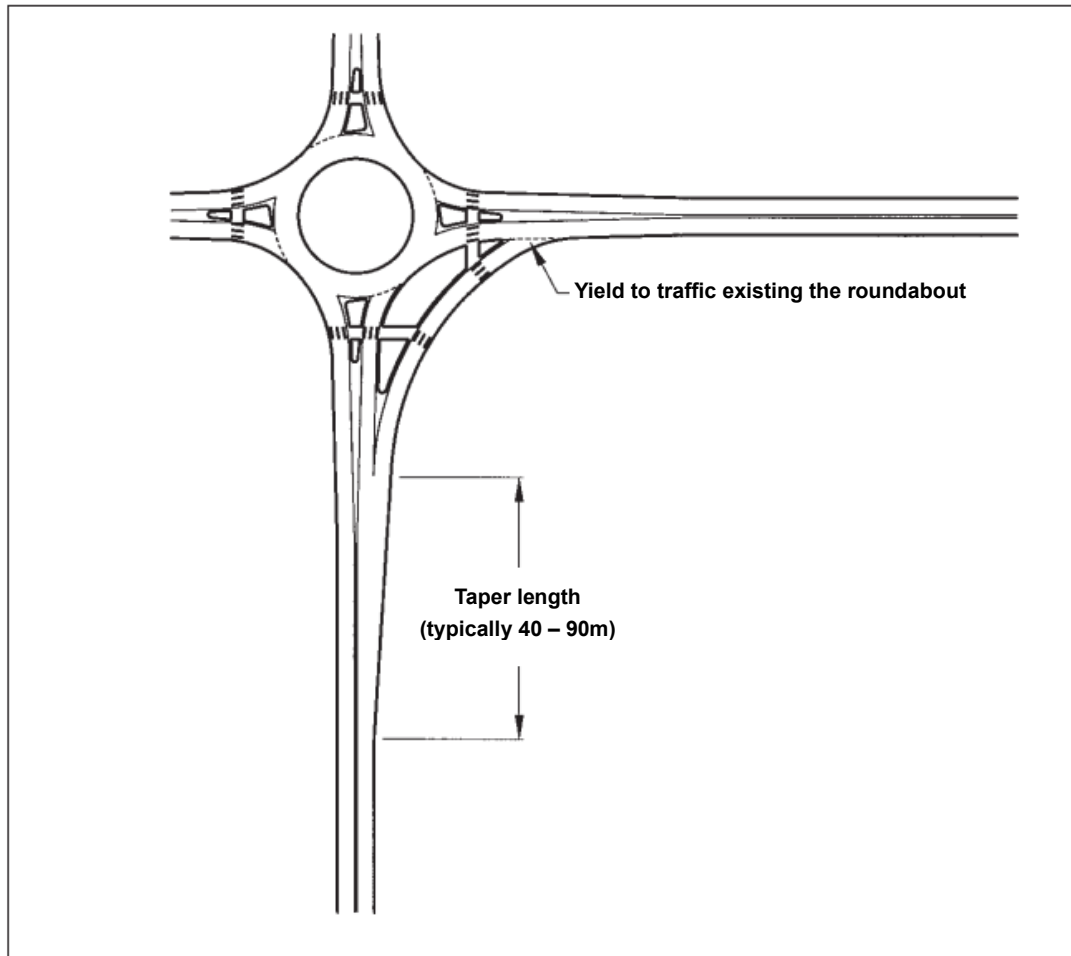 Yield to traffic existing the roundabout
Taper length
(typically 40 – 90m)